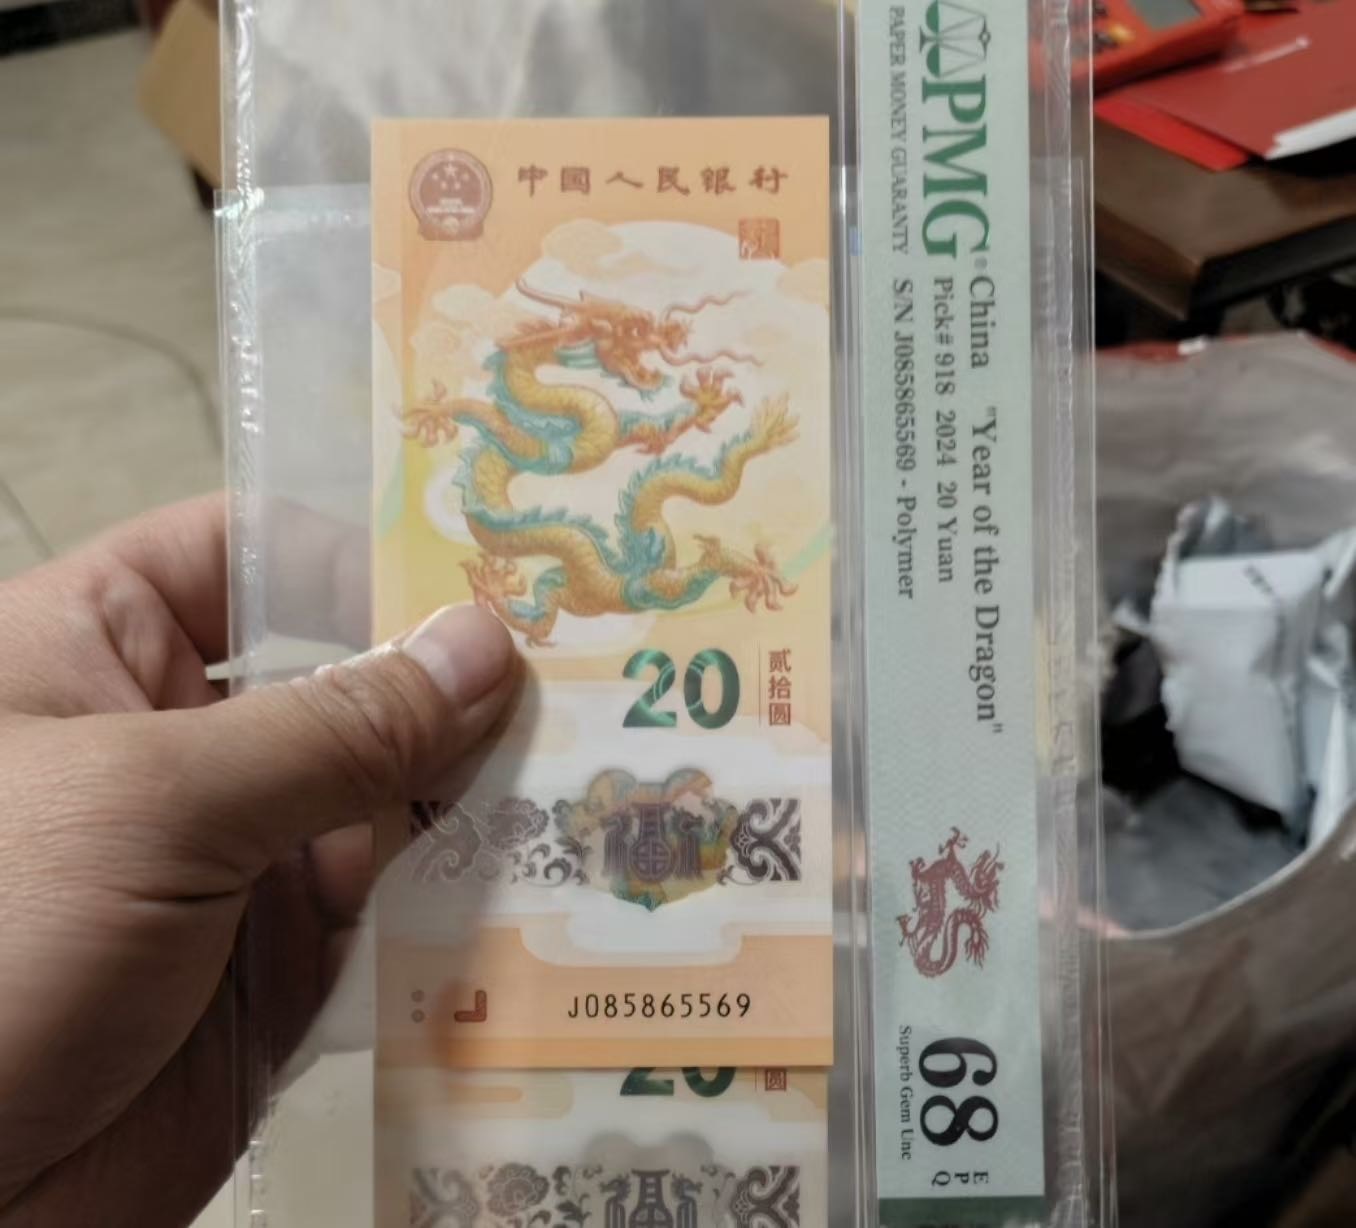 中國人民银行
20
贰拾圆
J085865569
20
圆
PMG
PAPER MONEY GUARANTY
China "Year of the Dragon"
Pick# 918 2024 20 Yuan
S/N J085865569 - Polymer
68 EPQ
Superb Gem Unc